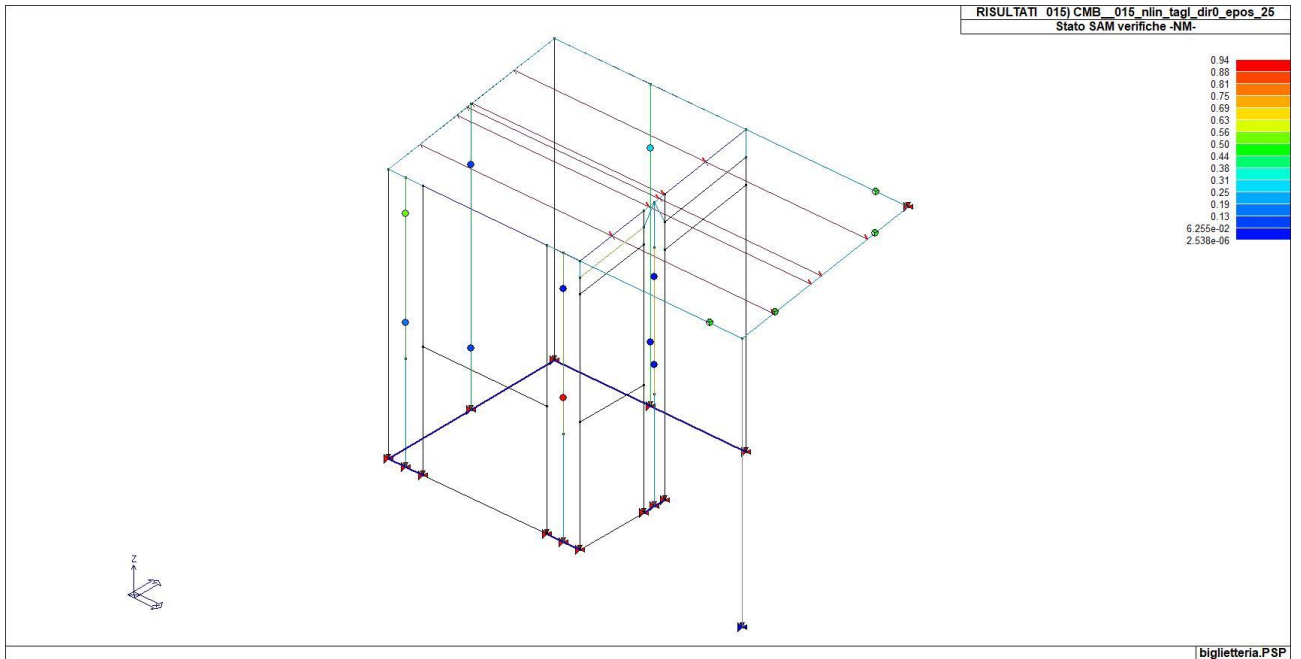 RISULTATI 015) CMB__015_nlin_tagl_dir0_epos_25
Stato SAM verifiche -NM-
0.94
0.88
0.81
0.75
0.69
0.63
0.56
0.50
0.44
0.38
0.31
0.25
0.19
0.13
6.255e-02
2.538e-06
Z
biglietteria.PSP